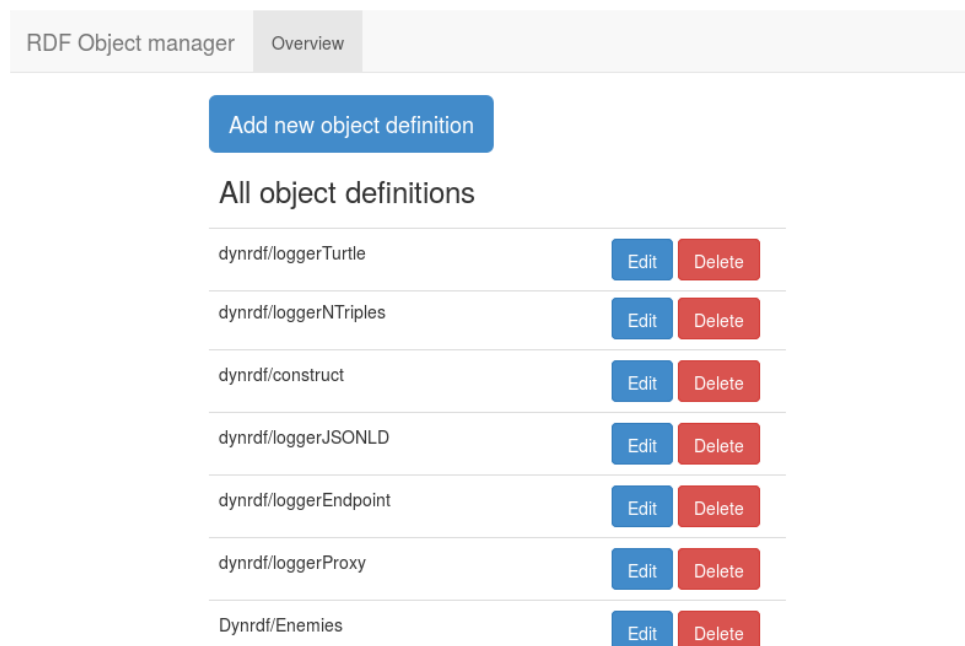 RDF Object manager Overview
Add new object definition
All object definitions
dynrdf/loggerTurtle Edit Delete
dynrdf/loggerNTriples Edit Delete
dynrdf/construct Edit Delete
dynrdf/loggerJSONLD Edit Delete
dynrdf/loggerEndpoint Edit Delete
dynrdf/loggerProxy Edit Delete
Dynrdf/Enemies Edit Delete